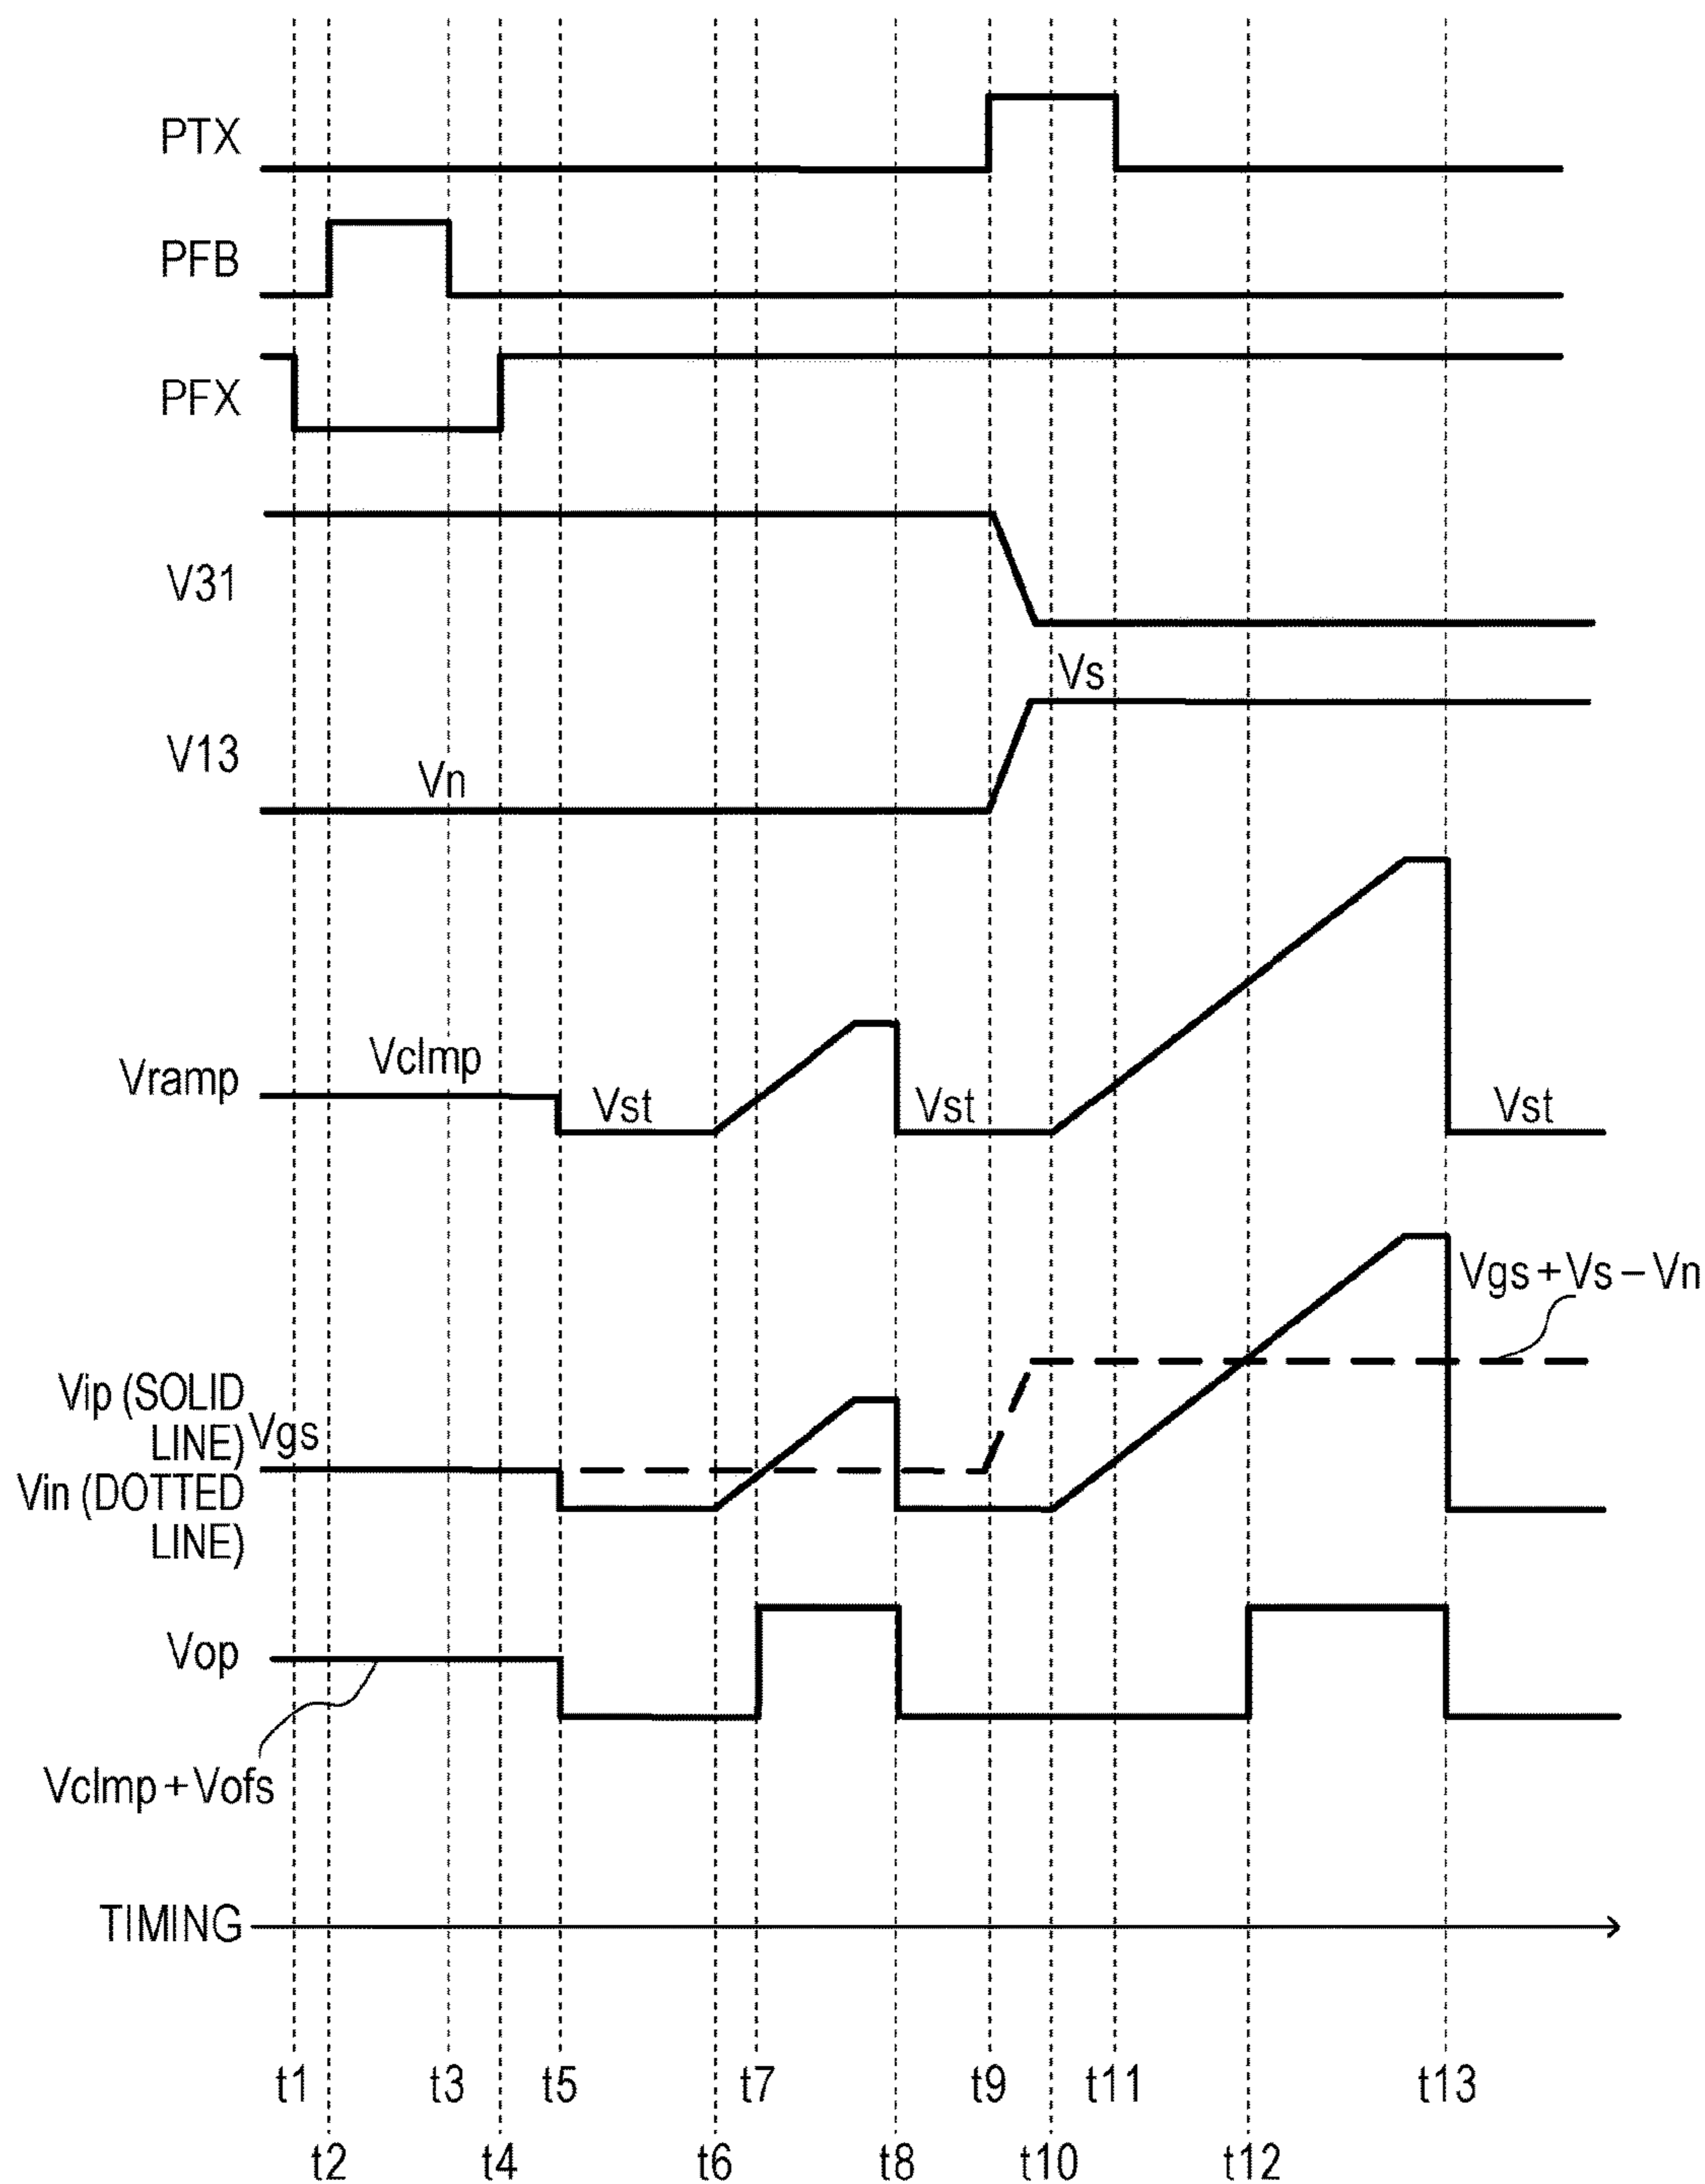 PTX
PFB
PFX
V31
Vs
V13
Vn
Vclmp
Vramp
Vst
Vst
Vst
Vgs + Vs – Vn
Vip (SOLID
LINE)
Vgs
Vin (DOTTED
LINE)
Vop
Vclmp + Vofs
TIMING
t1 t3 t5 t7 t9 t11 t13
t2 t4 t6 t8 t10 t12